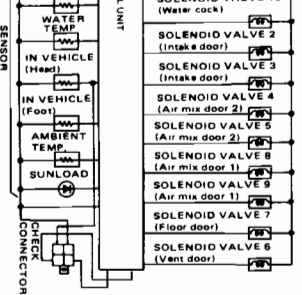 (Water cock)
SOLENOID VALVE 2
(Intake door)
SOLENOID VALVE 3
(Intake door)
SOLENOID VALVE 4
(Air mix door 2)
SOLENOID VALVE 5
(Air mix door 2)
SOLENOID VALVE 8
(Air mix door 1)
SOLENOID VALVE 9
(Air mix door 1)
SOLENOID VALVE 7
(Floor door)
SOLENOID VALVE 6
(Vent door)
L UNIT
WATER
TEMP
IN VEHICLE
(Head)
IN VEHICLE
(Foot)
AMBIENT
TEMP.
SUNLOAD
SENSOR
CHECK
CONNECTOR